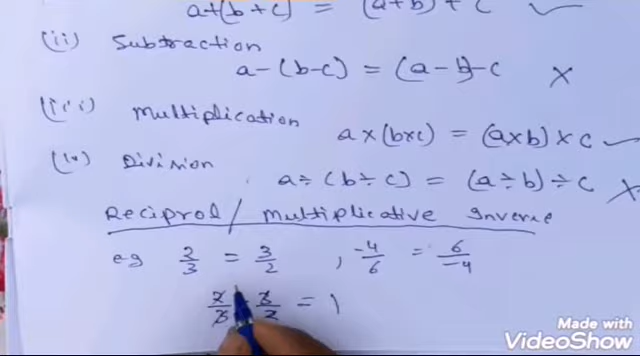 a+(b+c) = (a+b)+c ✓
(ii) Subtraction
a-(b-c) = (a-b)-c ×
(iii) Multiplication
a×(b×c) = (a×b)×c ✓
(iv) Division
a÷(b÷c) = (a÷b)÷c ×
Reciprol / Multiplicative Inverse
eg 2/3 = 3/2 , -4/6 = 6/-4
2/3 3/2 = 1
Made with
VideoShow